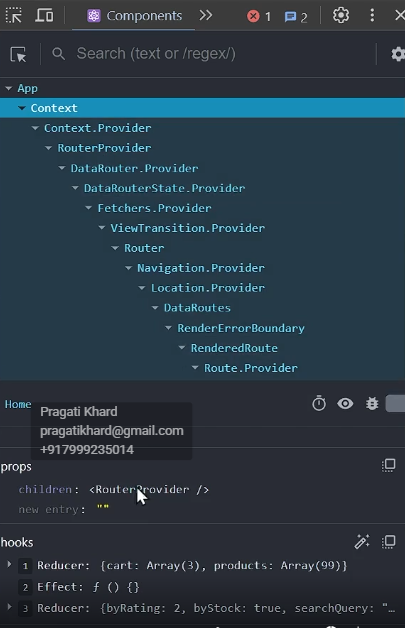 Components
1
2
Search (text or /regex/)
App
Context
Context.Provider
RouterProvider
DataRouter.Provider
DataRouterState.Provider
Fetchers.Provider
ViewTransition.Provider
Router
Navigation.Provider
Location.Provider
DataRoutes
RenderErrorBoundary
RenderedRoute
Route.Provider
Home
Pragati Khard
pragatikhard@gmail.com
+917999235014
props
children: <RouterProvider />
new entry: ""
hooks
1 Reducer: {cart: Array(3), products: Array(99)}
2 Effect: ƒ () {}
3 Reducer: {byRating: 2, byStock: true, searchQuery: "…